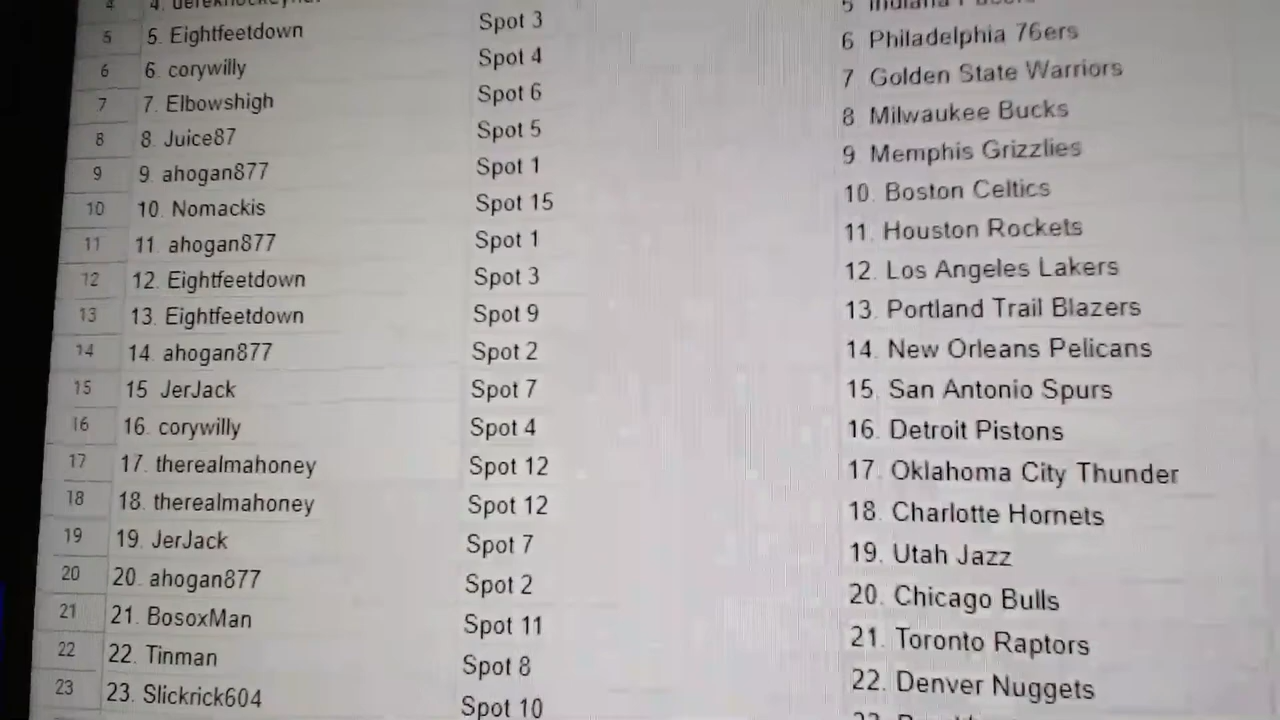 5 5. Eightfeetdown Spot 3 5 Indiana
6 6. corywilly Spot 4 6 Philadelphia 76ers
7 7. Elbowshigh Spot 6 7 Golden State Warriors
8 8. Juice87 Spot 5 8 Milwaukee Bucks
9 9. ahogan877 Spot 1 9 Memphis Grizzlies
10 10. Nomackis Spot 15 10. Boston Celtics
11 11. ahogan877 Spot 1 11. Houston Rockets
12 12. Eightfeetdown Spot 3 12. Los Angeles Lakers
13 13. Eightfeetdown Spot 9 13. Portland Trail Blazers
14 14. ahogan877 Spot 2 14. New Orleans Pelicans
15 15 JerJack Spot 7 15. San Antonio Spurs
16 16. corywilly Spot 4 16. Detroit Pistons
17 17. therealmahoney Spot 12 17. Oklahoma City Thunder
18 18. therealmahoney Spot 12 18. Charlotte Hornets
19 19. JerJack Spot 7 19. Utah Jazz
20 20. ahogan877 Spot 2 20. Chicago Bulls
21 21. BosoxMan Spot 11 21. Toronto Raptors
22 22. Tinman Spot 8 22. Denver Nuggets
23 23. Slickrick604 Spot 10